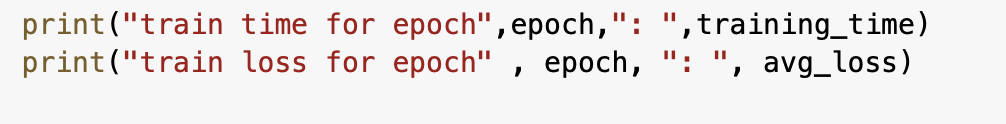 print("train time for epoch",epoch,": ",training_time)
print("train loss for epoch" , epoch, ": ", avg_loss)